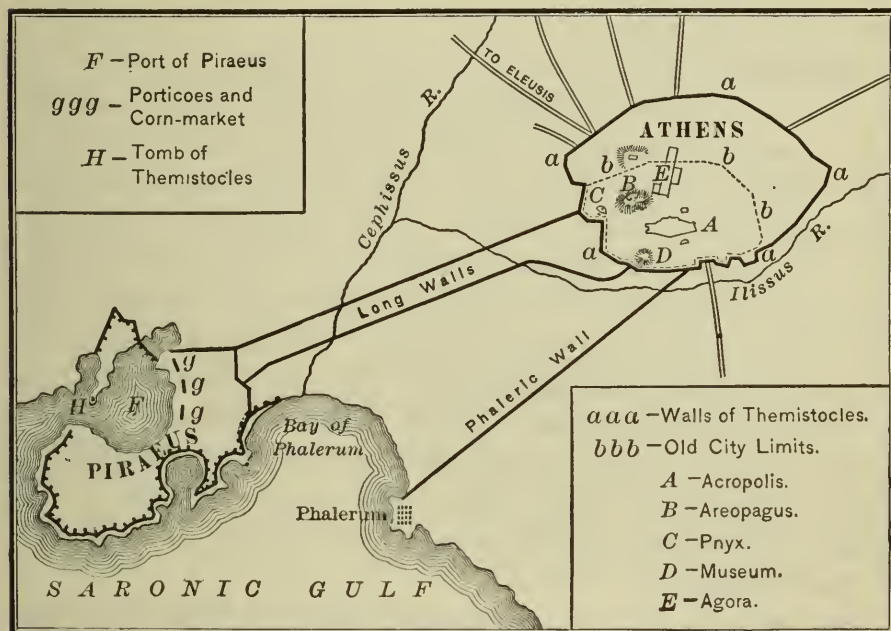 F – Port of Piraeus
ggg – Porticoes and
Corn-market
H – Tomb of
Themistocles
TO ELEUSIS
Cephissus R.
ATHENS
a
a
a
a
a
b
b
b
A
B
C
D
E
Ilissus R.
Long Walls
Phaleric Wall
g
g
g
H
F
PIRAEUS
Bay of
Phalerum
Phalerum
SARONIC GULF
aaa – Walls of Themistocles.
bbb – Old City Limits.
A – Acropolis.
B – Areopagus.
C – Pnyx.
D – Museum.
E – Agora.